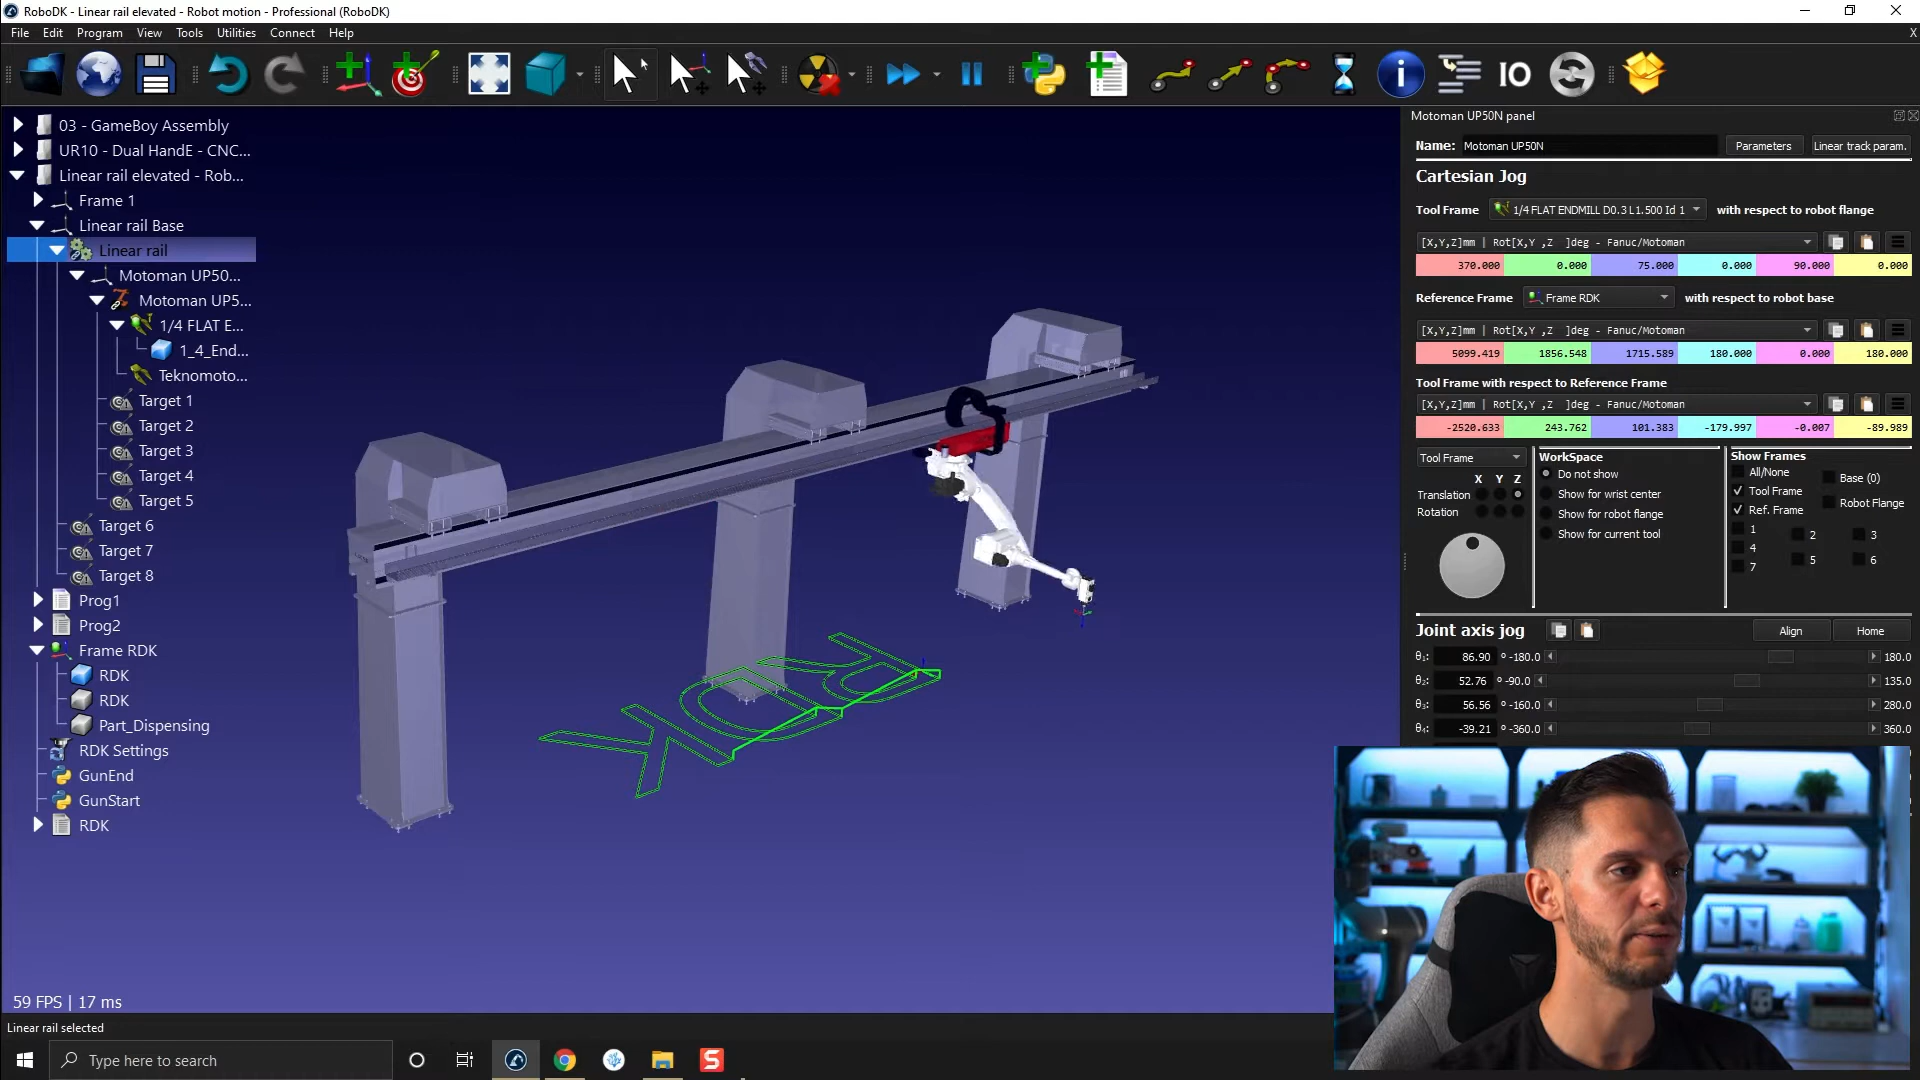 RoboDK - Linear rail elevated - Robot motion - Professional (RoboDK)
File Edit Program View Tools Utilities Connect Help X
IO
03 - GameBoy Assembly
UR10 - Dual HandE - CNC...
Linear rail elevated - Rob...
Frame 1
Linear rail Base
Linear rail
Motoman UP50...
Motoman UP5...
1/4 FLAT E...
1_4_End...
Teknomoto...
Target 1
Target 2
Target 3
Target 4
Target 5
Target 6
Target 7
Target 8
Prog1
Prog2
Frame RDK
RDK
RDK
Part_Dispensing
RDK Settings
GunEnd
GunStart
RDK
RDK
59 FPS | 17 ms
Linear rail selected
Motoman UP50N panel
Name: Motoman UP50N Parameters Linear track param.
Cartesian Jog
Tool Frame 1/4 FLAT ENDMILL D0.3 L1.500 Id 1 with respect to robot flange
[X,Y,Z]mm | Rot[X,Y ,Z ]deg - Fanuc/Motoman
370.000 0.000 75.000 0.000 90.000 0.000
Reference Frame Frame RDK with respect to robot base
[X,Y,Z]mm | Rot[X,Y ,Z ]deg - Fanuc/Motoman
5099.419 1856.548 1715.589 180.000 0.000 180.000
Tool Frame with respect to Reference Frame
[X,Y,Z]mm | Rot[X,Y ,Z ]deg - Fanuc/Motoman
-2520.633 243.762 101.383 -179.997 -0.007 -89.989
Tool Frame
X Y Z
Translation
Rotation
WorkSpace
Do not show
Show for wrist center
Show for robot flange
Show for current tool
Show Frames
All/None Base (0)
Tool Frame
Ref. Frame Robot Flange
1 2 3
4 5 6
7
Joint axis jog Align Home
θ₁: 86.90 º -180.0 180.0
θ₂: 52.76 º -90.0 135.0
θ₃: 56.56 º -160.0 280.0
θ₄: -39.21 º -360.0 360.0
Type here to search
S